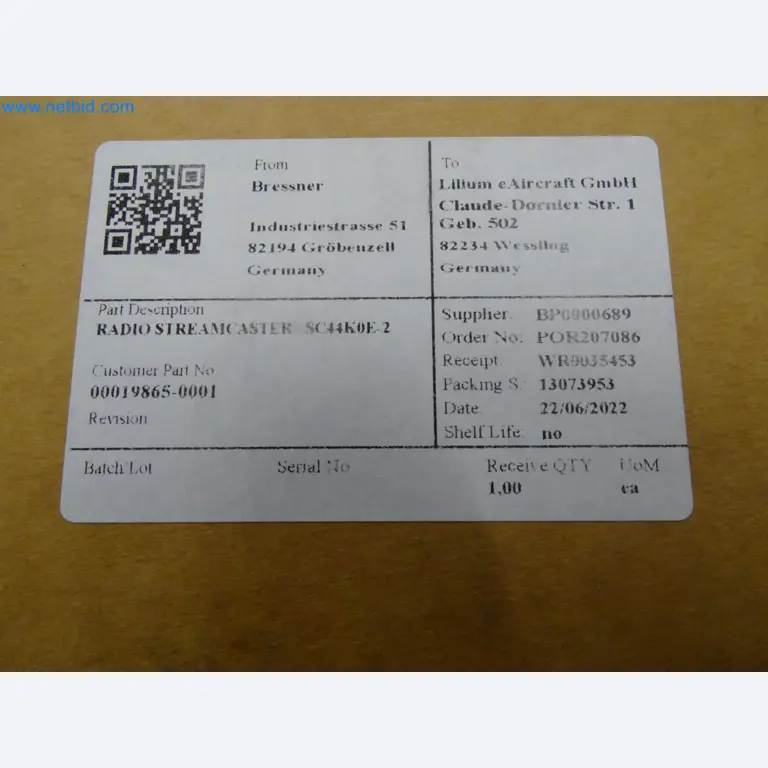 www.netbid.com
From
Bressner
Industriestrasse 51
82194 Gröbenzell
Germany
To
Lilium eAircraft GmbH
Claude-Dornier Str. 1
Geb. 502
82234 Wessling
Germany
Part Description
RADIO STREAMCASTER SC44K0E-2
Customer Part No
00019865-0001
Revision
Supplier: BP0000689
Order No: POR207086
Receipt: WR0035453
Packing S.: 13073953
Date: 22/06/2022
Shelf Life: no
Batch/Lot Serial No Receive QTY UoM
1,00 ea